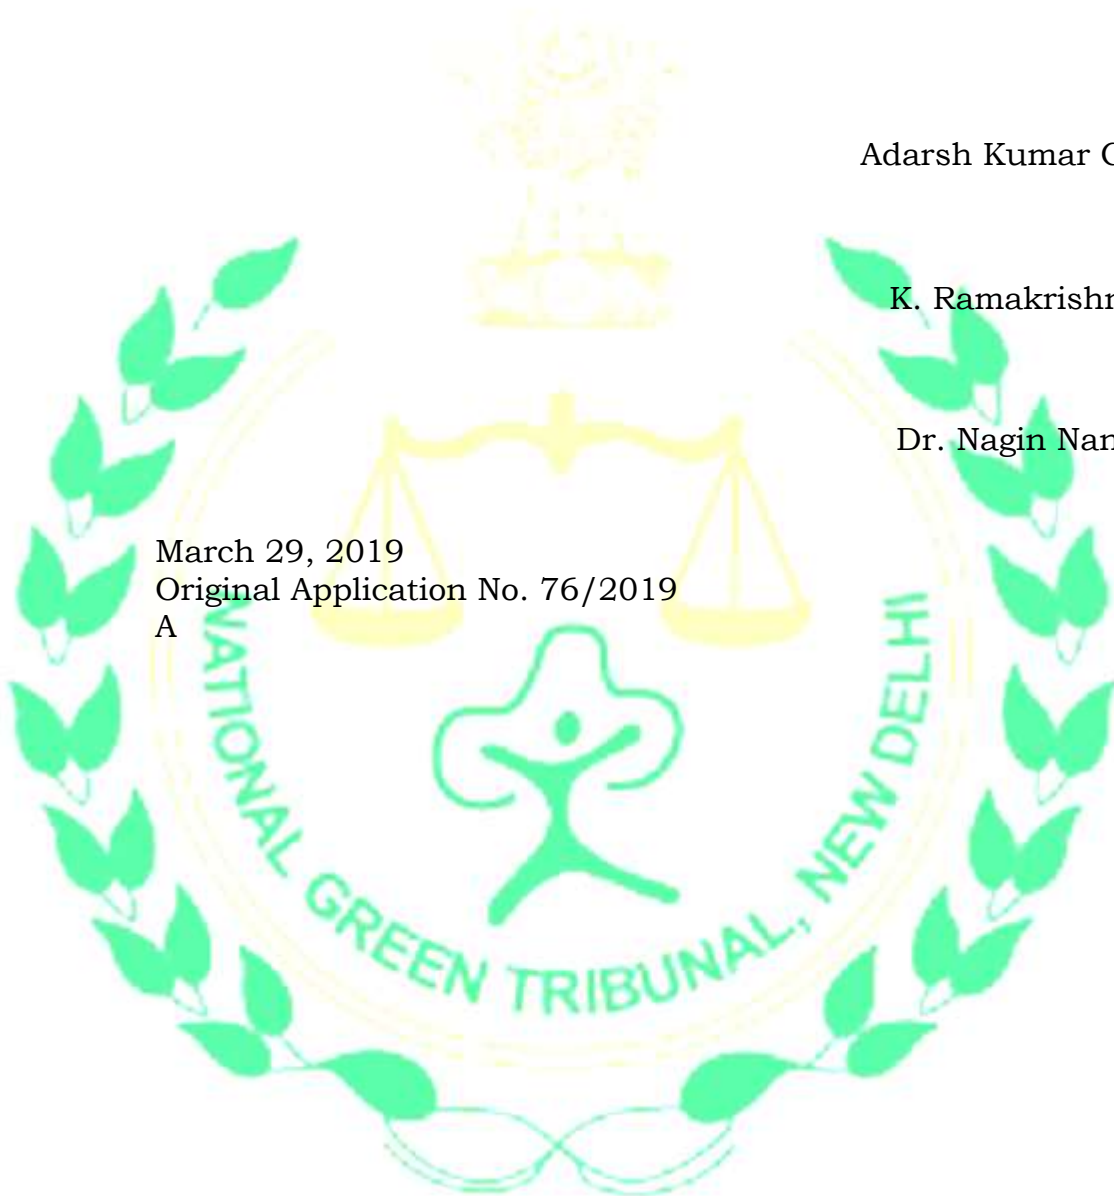 Adarsh Kumar
K. Ramakrishn
Dr. Nagin Nan
March 29, 2019
Original Application No. 76/2019
A
NATIONAL GREEN TRIBUNAL, NEW DELHI